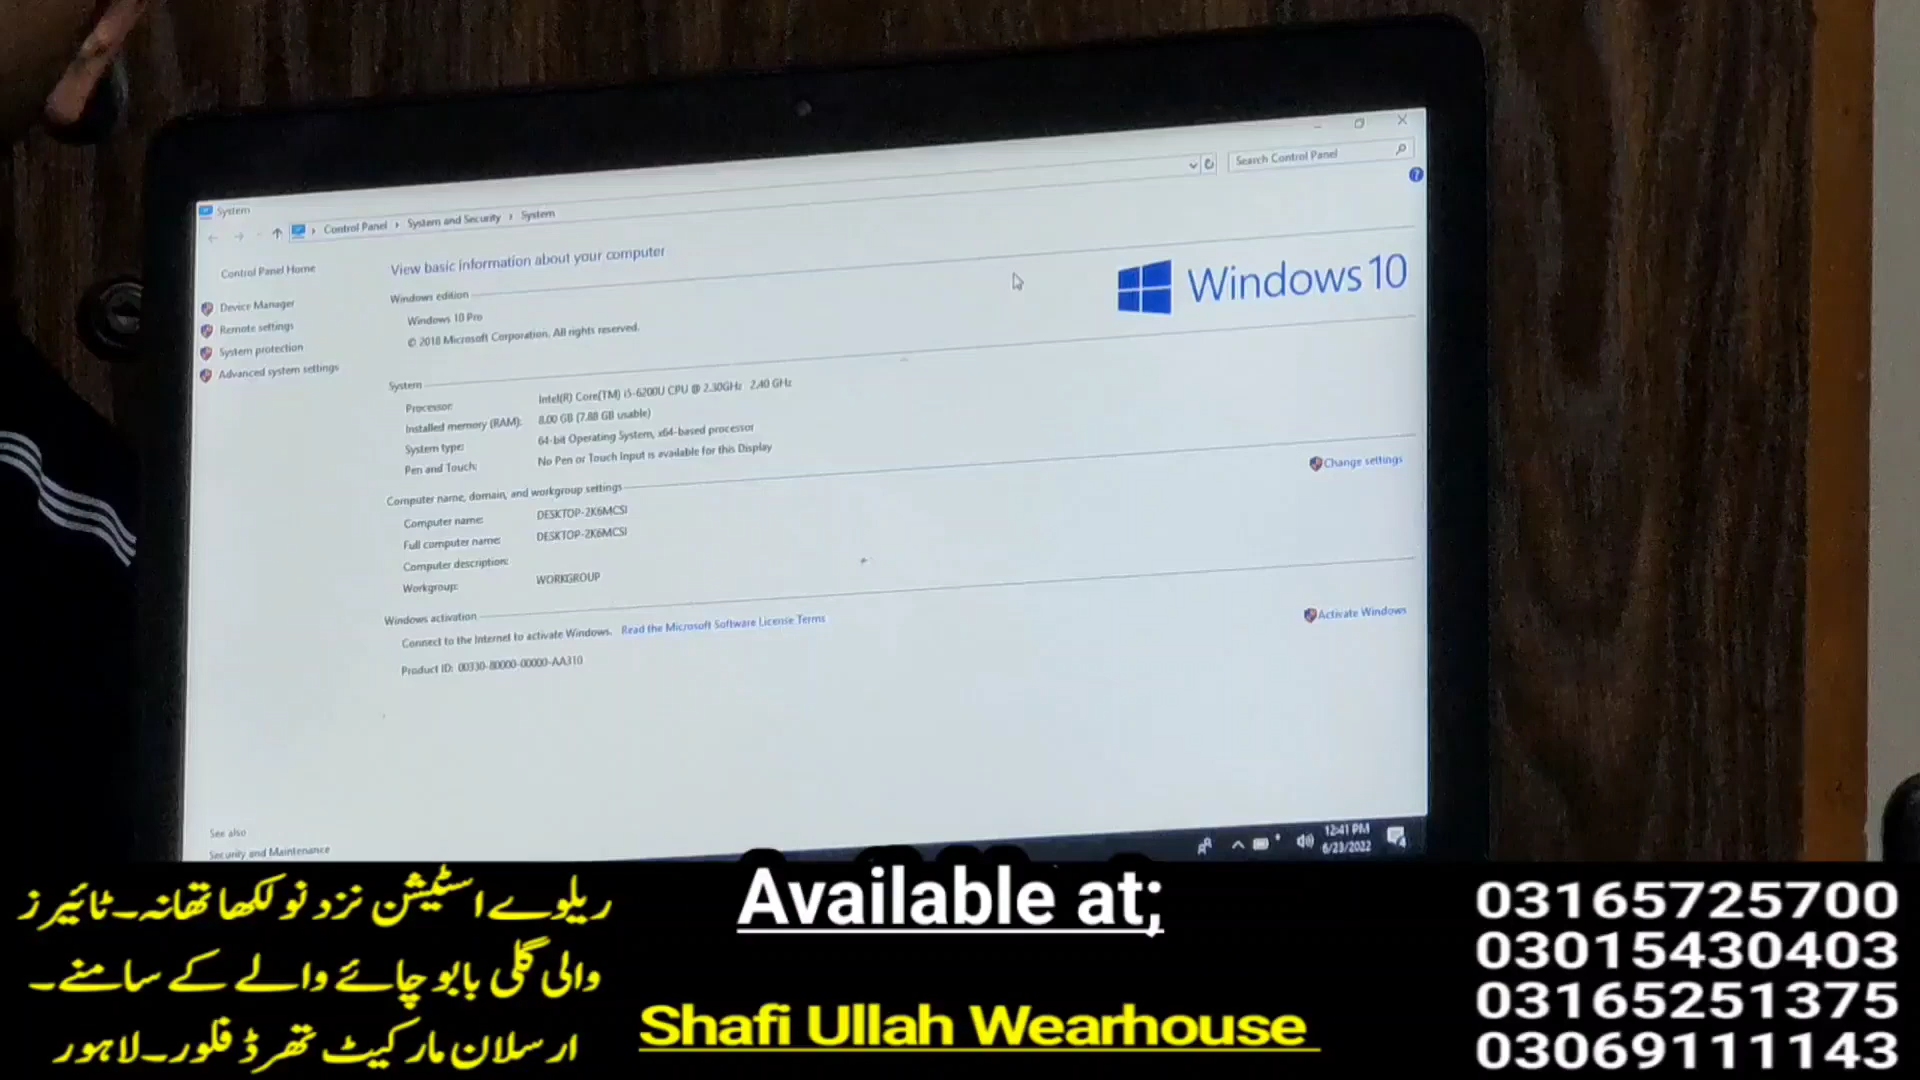 System
Control Panel › System and Security › System
Search Control Panel
Control Panel Home
Device Manager
Remote settings
System protection
Advanced system settings
View basic information about your computer
Windows edition
Windows 10 Pro
© 2018 Microsoft Corporation. All rights reserved.
Windows 10
System
Processor: Intel(R) Core(TM) i5-6200U CPU @ 2.30GHz 2.40 GHz
Installed memory (RAM): 8.00 GB (7.88 GB usable)
System type: 64-bit Operating System, x64-based processor
Pen and Touch: No Pen or Touch Input is available for this Display
Computer name, domain, and workgroup settings
Computer name: DESKTOP-2K6MCSI
Change settings
Full computer name: DESKTOP-2K6MCSI
Computer description:
Workgroup: WORKGROUP
Windows activation
Connect to the Internet to activate Windows. Read the Microsoft Software License Terms
Activate Windows
Product ID: 00330-80000-00000-AA310
See also
Security and Maintenance
12:41 PM
6/23/2022
ریلوے اسٹیشن نزد نولکھا تھانہ۔ٹائیرز
والی گلی بابو چائے والے کے سامنے۔
ارسلان مارکیٹ تھرڈ فلور۔لاہور
Available at;
Shafi Ullah Wearhouse
03165725700
03015430403
03165251375
03069111143